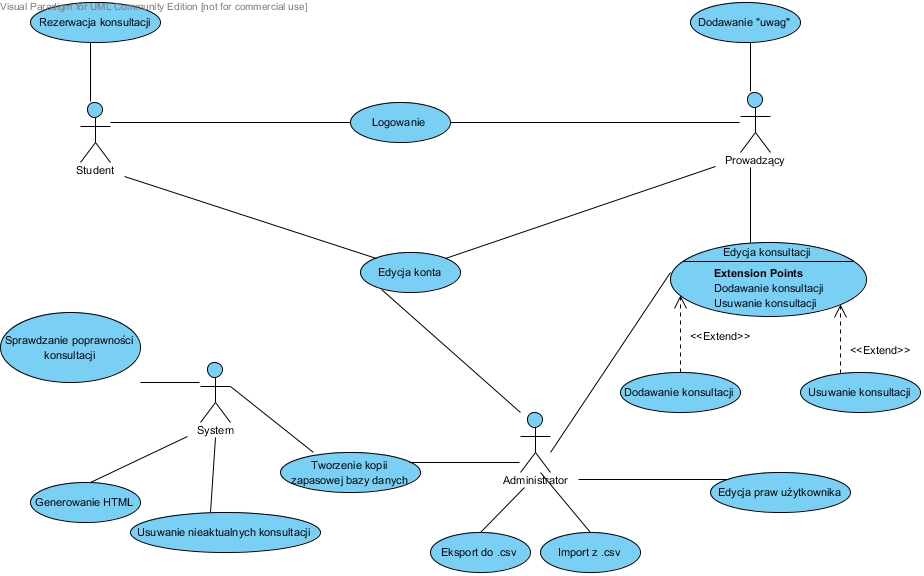 Visual Paradigm for UML Community Edition [not for commercial use]
Rezerwacja konsultacji
Dodawanie "uwag"
Logowanie
Student
Prowadzący
Edycja konta
Edycja konsultacji
Extension Points
Dodawanie konsultacji
Usuwanie konsultacji
<<Extend>>
<<Extend>>
Sprawdzanie poprawności
konsultacji
Dodawanie konsultacji
Usuwanie konsultacji
System
Tworzenie kopii
zapasowej bazy danych
Administrator
Generowanie HTML
Edycja praw użytkownika
Usuwanie nieaktualnych konsultacji
Eksport do .csv
Import z .csv